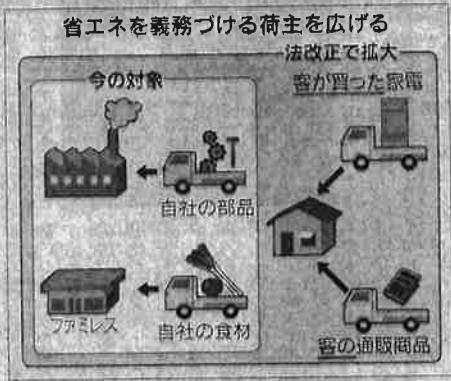 省エネを義務づける荷主を広げる
法改正で拡大
今の対象
客が買った家電
自社の部品
ファミレス
自社の食材
客の通販商品